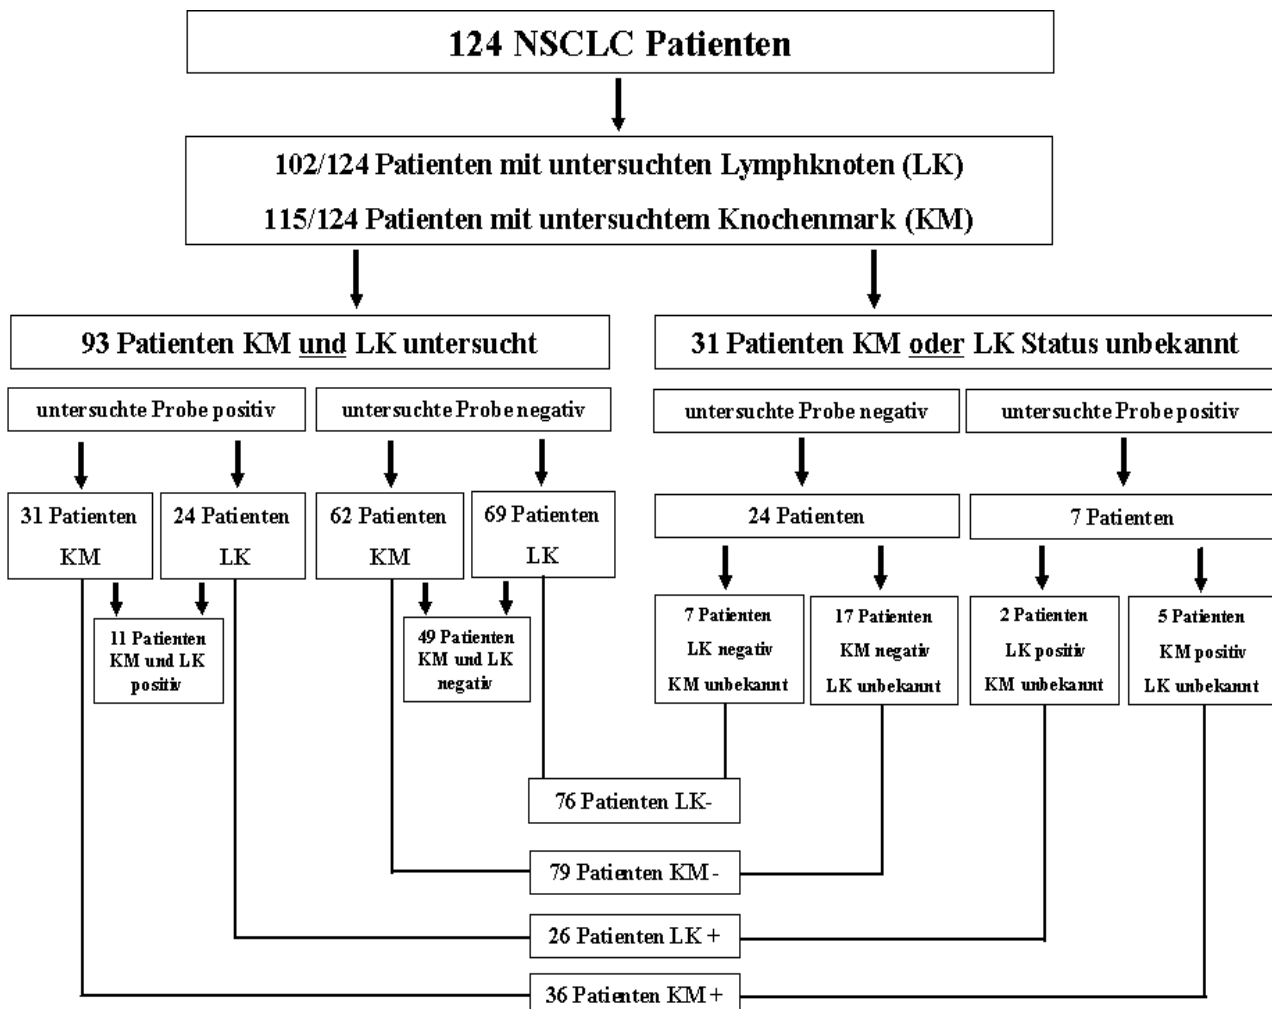 124 NSCLC Patienten
102/124 Patienten mit untersuchten Lymphknoten (LK)
115/124 Patienten mit untersuchtem Knochenmark (KM)
93 Patienten KM und LK untersucht
31 Patienten KM oder LK Status unbekannt
untersuchte Probe positiv
untersuchte Probe negativ
untersuchte Probe negativ
untersuchte Probe positiv
31 Patienten
KM
24 Patienten
LK
62 Patienten
KM
69 Patienten
LK
24 Patienten
7 Patienten
11 Patienten
KM und LK
positiv
49 Patienten
KM und LK
negativ
7 Patienten
LK negativ
KM unbekannt
17 Patienten
KM negativ
LK unbekannt
2 Patienten
LK positiv
KM unbekannt
5 Patienten
KM positiv
LK unbekannt
76 Patienten LK-
79 Patienten KM -
26 Patienten LK +
36 Patienten KM +